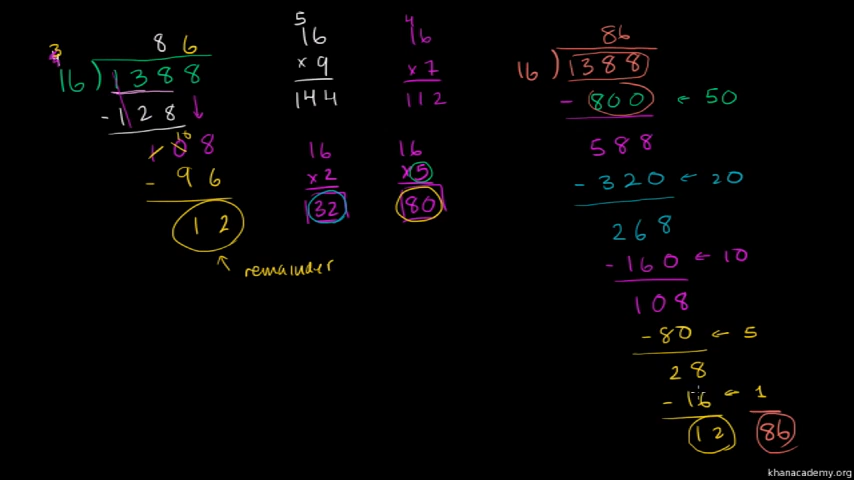 3
4
8 6
16 ) 1 3 8 8
- 1 2 8 ↓
10
1 0 8
- 9 6
1 2
↑ remainder
5
16
× 9
144
4
16
× 7
112
16
× 2
32
16
× 5
80
86
16 ) 1388
- 800 ← 50
588
- 320 ← 20
268
- 160 ← 10
108
- 80 ← 5
28
- 16 ← 1
12 86
khanacademy.org